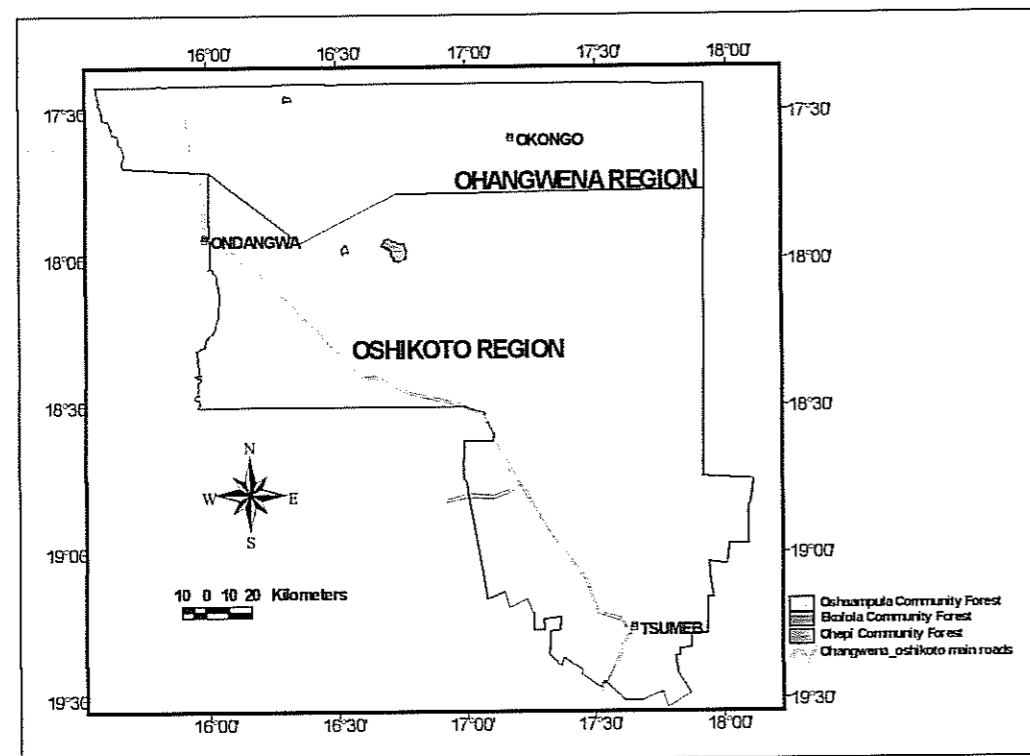 16°00' 16°30' 17°00' 17°30' 18°00'
17°30' 17°30'
OKONGO
OHANGWENA REGION
ONDANGWA
18°00' 18°00'
OSHIKOTO REGION
18°30' 18°30'
N
W E
S
19°00' 19°00'
10 0 10 20 Kilometers
Oshaampula Community Forest
Ekolola Community Forest
TSUMEB
Ohepi Community Forest
Ohangwena_oshikoto main roads
19°30' 19°30'
16°00' 16°30' 17°00' 17°30' 18°00'